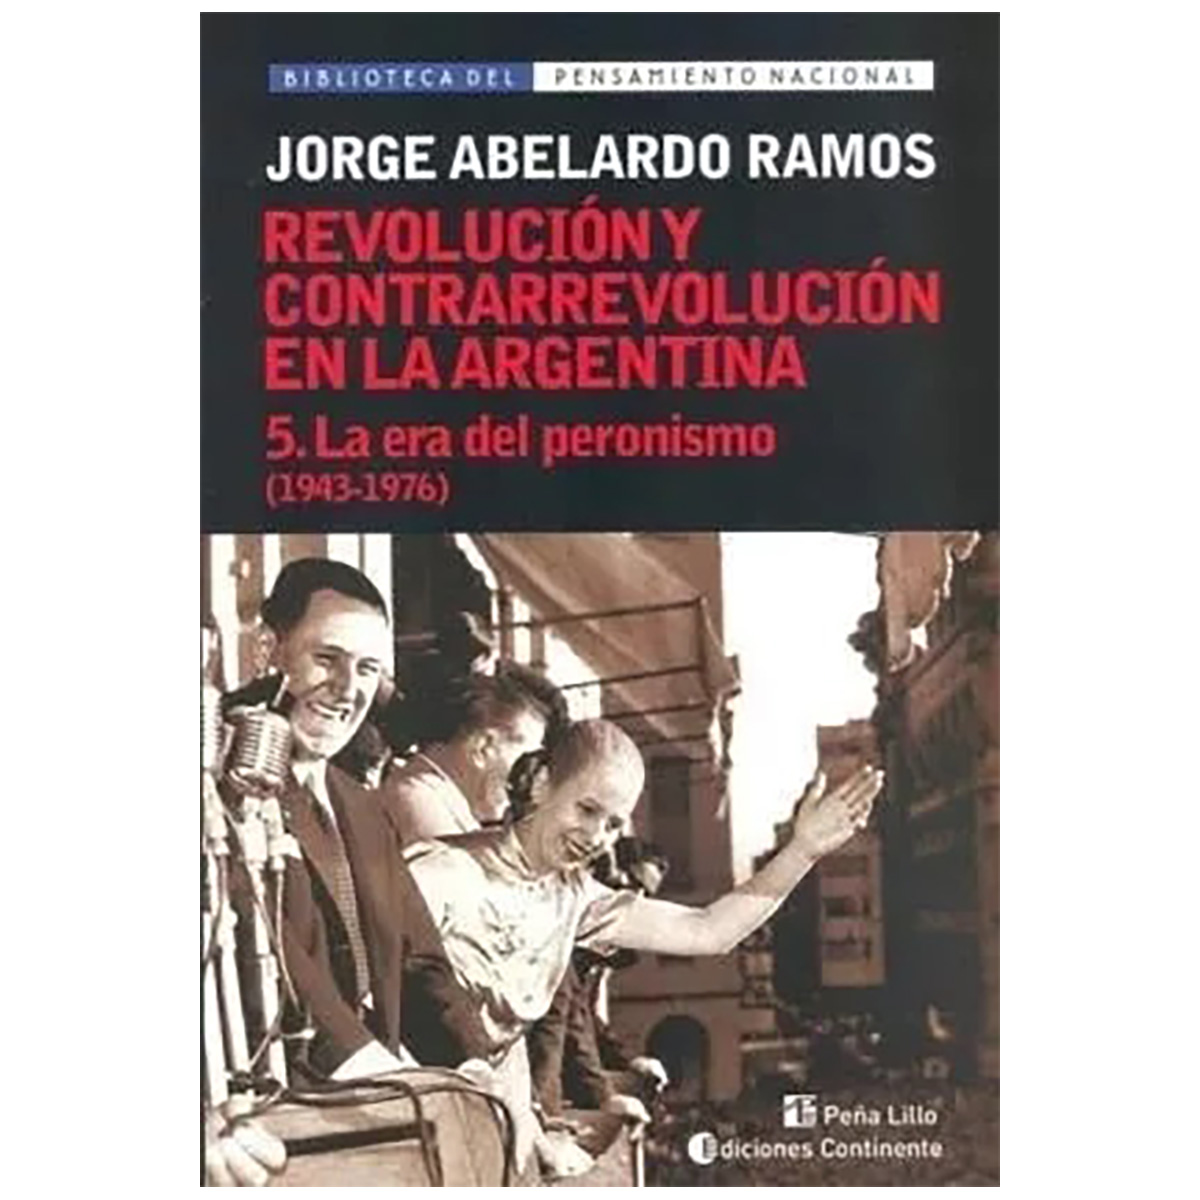 BIBLIOTECA DEL PENSAMIENTO NACIONAL
JORGE ABELARDO RAMOS
REVOLUCIÓN Y
CONTRARREVOLUCIÓN
EN LA ARGENTINA
5. La era del peronismo
(1943-1976)
Peña Lillo
Ediciones Continente